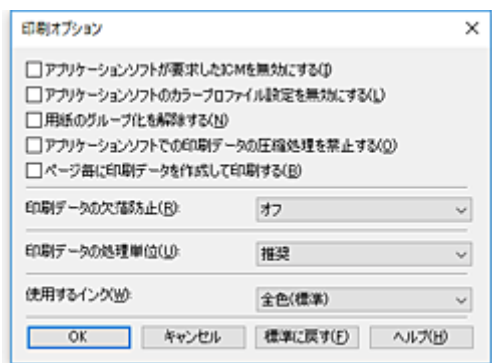 印刷オプション
アプリケーションソフトが要求したICMを無効にする(I)
アプリケーションソフトのカラープロファイル設定を無効にする(L)
用紙のグループ化を解除する(N)
アプリケーションソフトでの印刷データの圧縮処理を禁止する(O)
ページ毎に印刷データを作成して印刷する(B)
印刷データの欠落防止(R): オフ
印刷データの処理単位(U): 推奨
使用するインク(W): 全色(標準)
OK キャンセル 標準に戻す(F) ヘルプ(H)